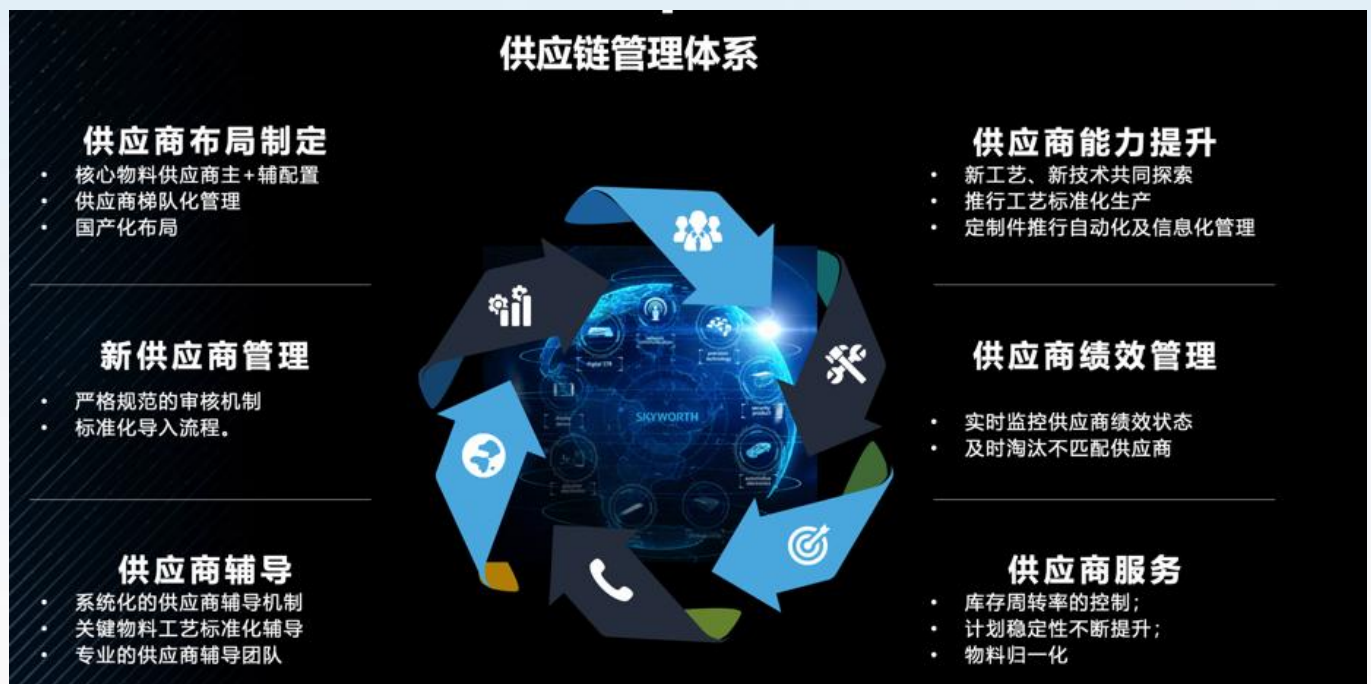 供应链管理体系
供应商布局制定
• 核心物料供应商主+辅配置
• 供应商梯队化管理
• 国产化布局
新供应商管理
• 严格规范的审核机制
• 标准化导入流程。
供应商辅导
• 系统化的供应商辅导机制
• 关键物料工艺标准化辅导
• 专业的供应商辅导团队
digital STB
network communication
precision technology
security product
SKYWORTH
automotive electronics
供应商能力提升
• 新工艺、新技术共同探索
• 推行工艺标准化生产
• 定制件推行自动化及信息化管理
供应商绩效管理
• 实时监控供应商绩效状态
• 及时淘汰不匹配供应商
供应商服务
• 库存周转率的控制；
• 计划稳定性不断提升；
• 物料归一化